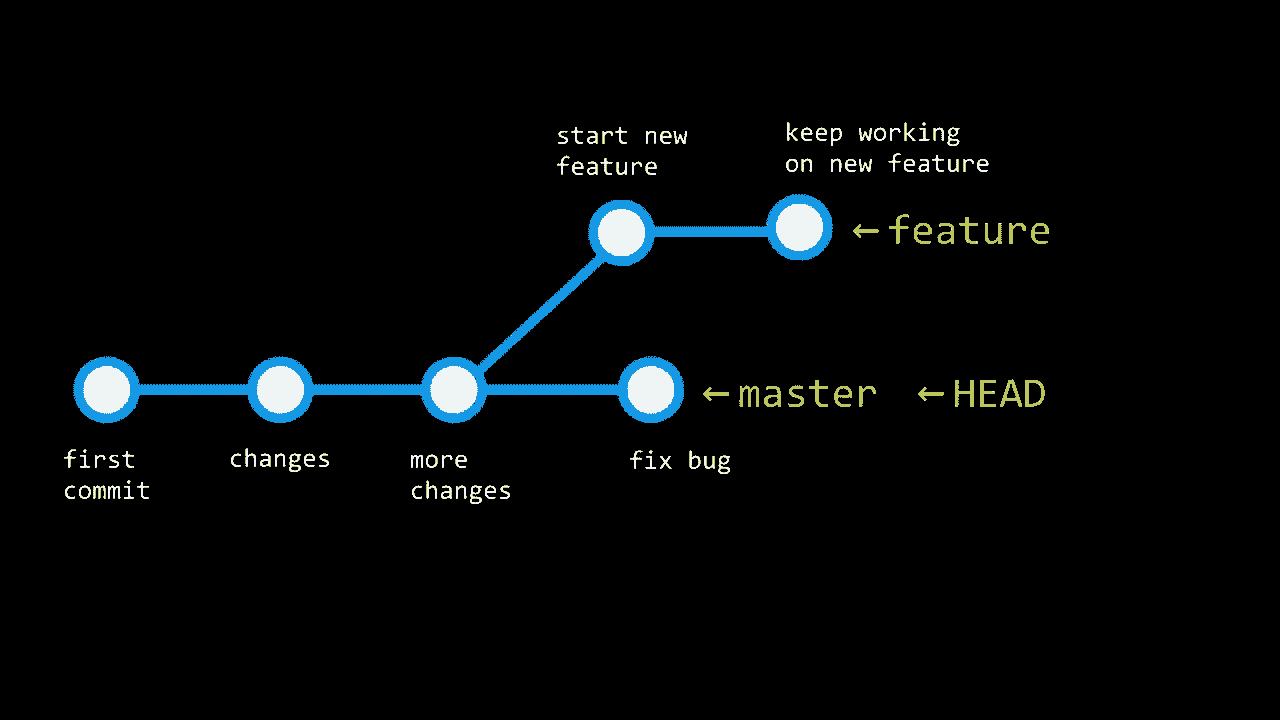 start new
feature
keep working
on new feature
←feature
←master ←HEAD
first
commit
changes
more
changes
fix bug